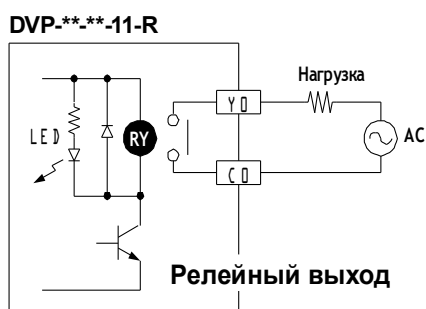 DVP-**-**-11-R
Нагрузка
Y0
LED
RY
AC
C0
Релейный выход